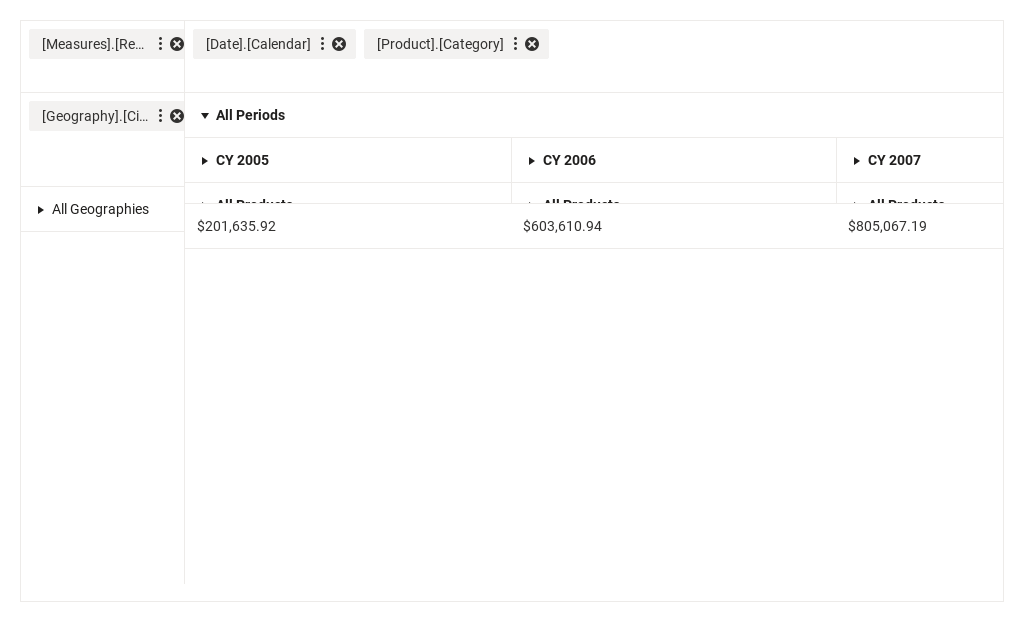 [Measures].[Re... [Date].[Calendar] [Product].[Category]
[Geography].[Ci... All Periods
CY 2005 CY 2006 CY 2007
All Products All Products All Products
All Geographies
$201,635.92 $603,610.94 $805,067.19